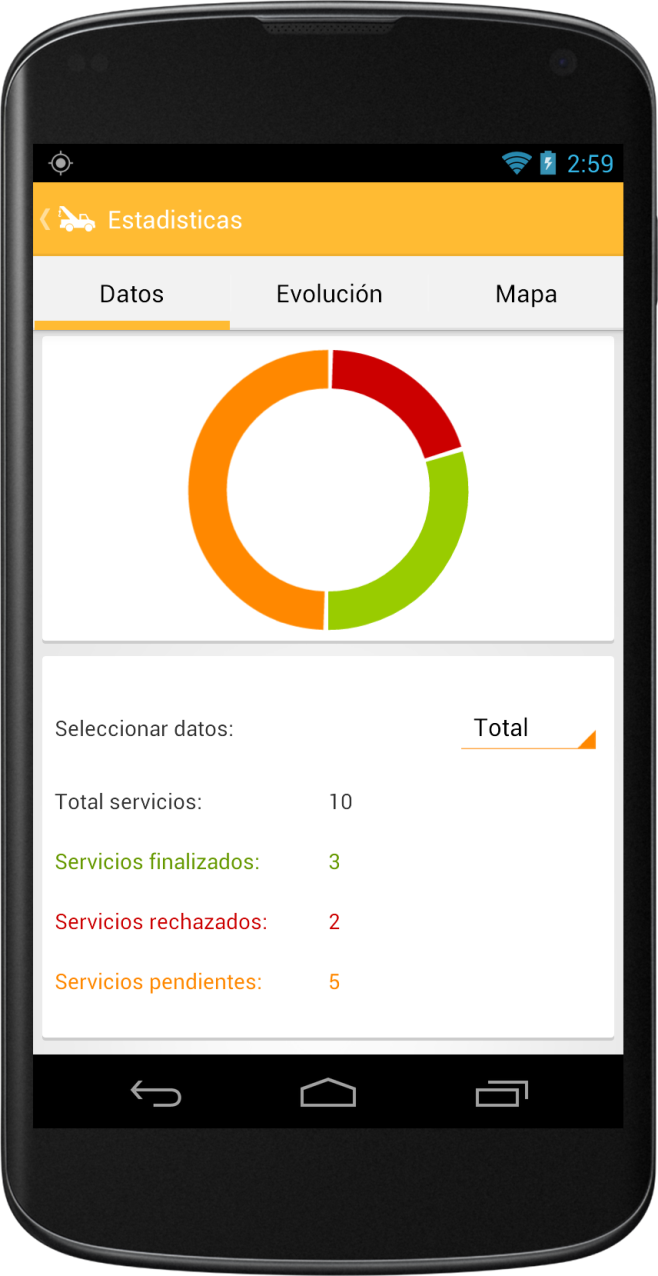 2:59
Estadisticas
Datos Evolución Mapa
Seleccionar datos: Total
Total servicios: 10
Servicios finalizados: 3
Servicios rechazados: 2
Servicios pendientes: 5